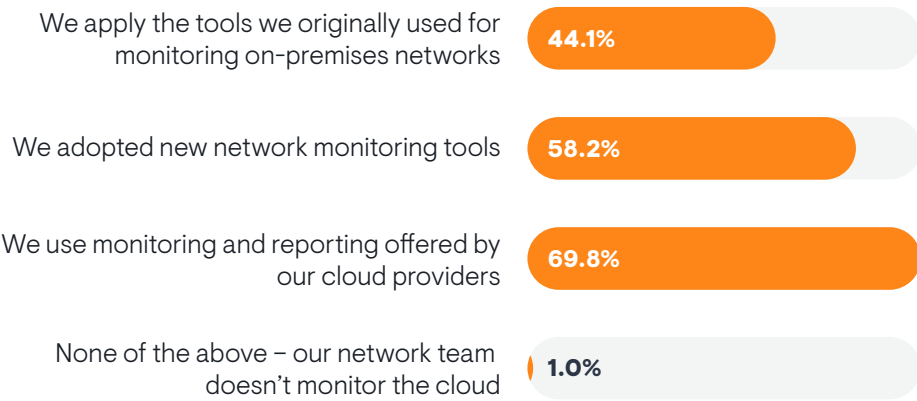 We apply the tools we originally used for
monitoring on-premises networks
44.1%
We adopted new network monitoring tools
58.2%
We use monitoring and reporting offered by
our cloud providers
69.8%
None of the above – our network team
doesn’t monitor the cloud
1.0%